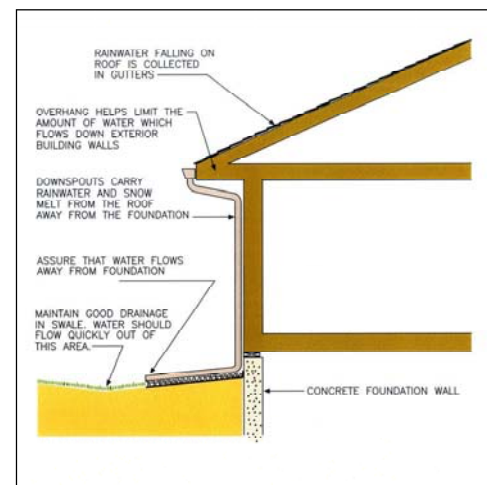 RAINWATER FALLING ON
ROOF IS COLLECTED
IN GUTTERS
OVERHANG HELPS LIMIT THE
AMOUNT OF WATER WHICH
FLOWS DOWN EXTERIOR
BUILDING WALLS
DOWNSPOUTS CARRY
RAINWATER AND SNOW
MELT FROM THE ROOF
AWAY FROM THE FOUNDATION
ASSURE THAT WATER FLOWS
AWAY FROM FOUNDATION
MAINTAIN GOOD DRAINAGE
IN SWALE. WATER SHOULD
FLOW QUICKLY OUT OF
THIS AREA.
CONCRETE FOUNDATION WALL